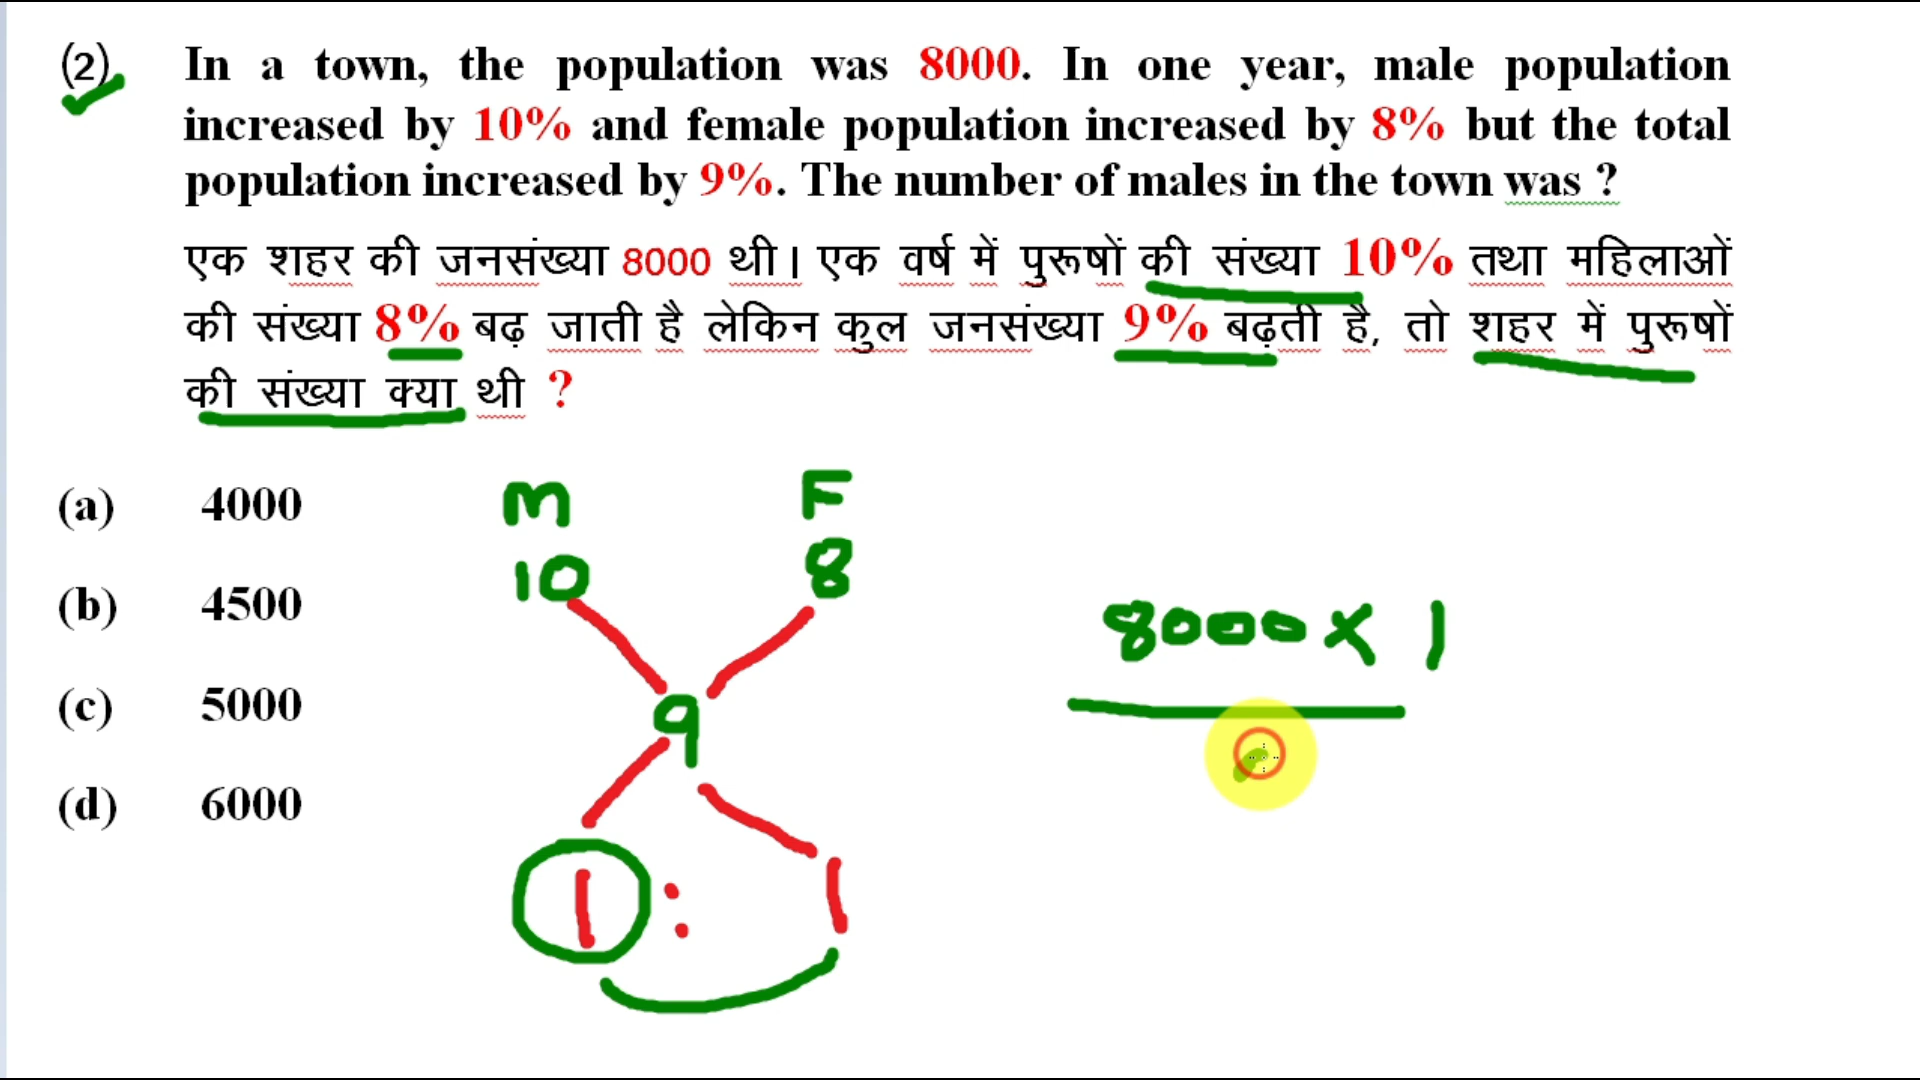 (2) In a town, the population was 8000. In one year, male population
increased by 10% and female population increased by 8% but the total
population increased by 9%. The number of males in the town was ?
एक शहर की जनसंख्या 8000 थी। एक वर्ष में पुरूषों की संख्या 10% तथा महिलाओं
की संख्या 8% बढ़ जाती है लेकिन कुल जनसंख्या 9% बढ़ती है, तो शहर में पुरूषों
की संख्या क्या थी ?
(a) 4000
(b) 4500
(c) 5000
(d) 6000
M F
10 8
9
1 : 1
8000 × 1